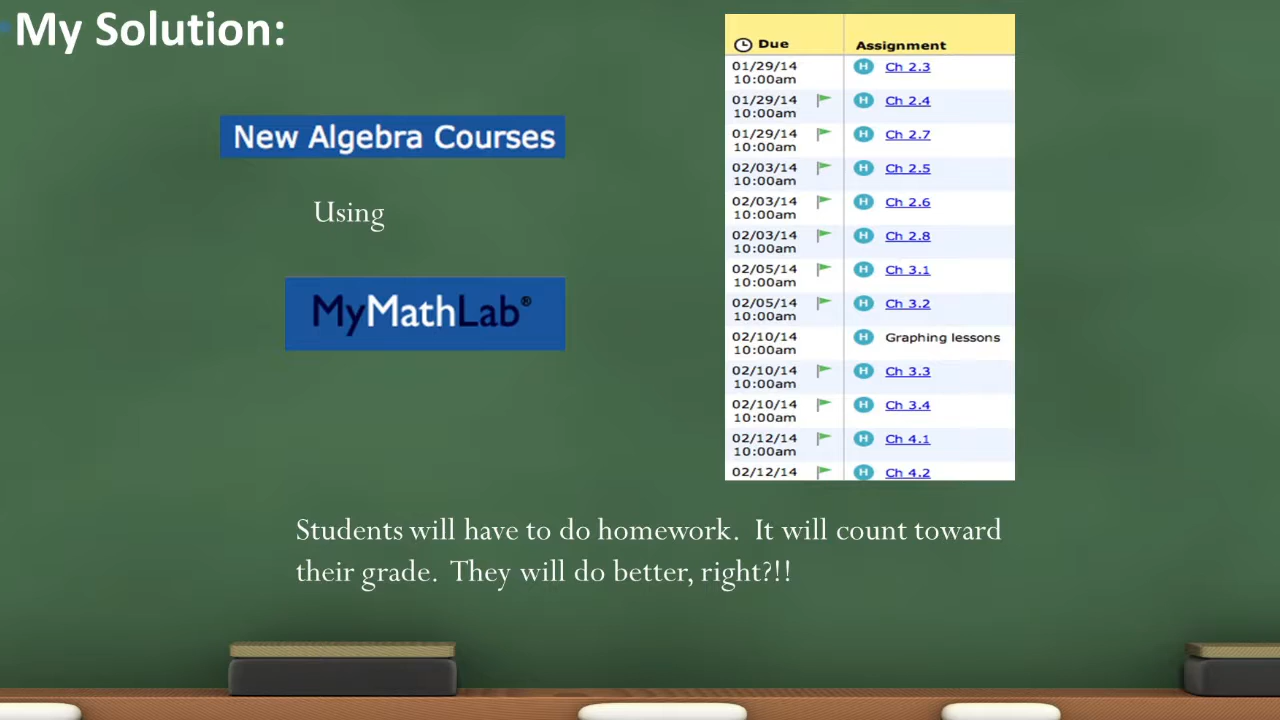 My Solution:
New Algebra Courses
Using
MyMathLab®
Due Assignment
01/29/14 H Ch 2.3
10:00am
01/29/14 H Ch 2.4
10:00am
01/29/14 H Ch 2.7
10:00am
02/03/14 H Ch 2.5
10:00am
02/03/14 H Ch 2.6
10:00am
02/03/14 H Ch 2.8
10:00am
02/05/14 H Ch 3.1
10:00am
02/05/14 H Ch 3.2
10:00am
02/10/14 H Graphing lessons
10:00am
02/10/14 H Ch 3.3
10:00am
02/10/14 H Ch 3.4
10:00am
02/12/14 H Ch 4.1
10:00am
02/12/14 H Ch 4.2
Students will have to do homework.  It will count toward
their grade.  They will do better, right?!!